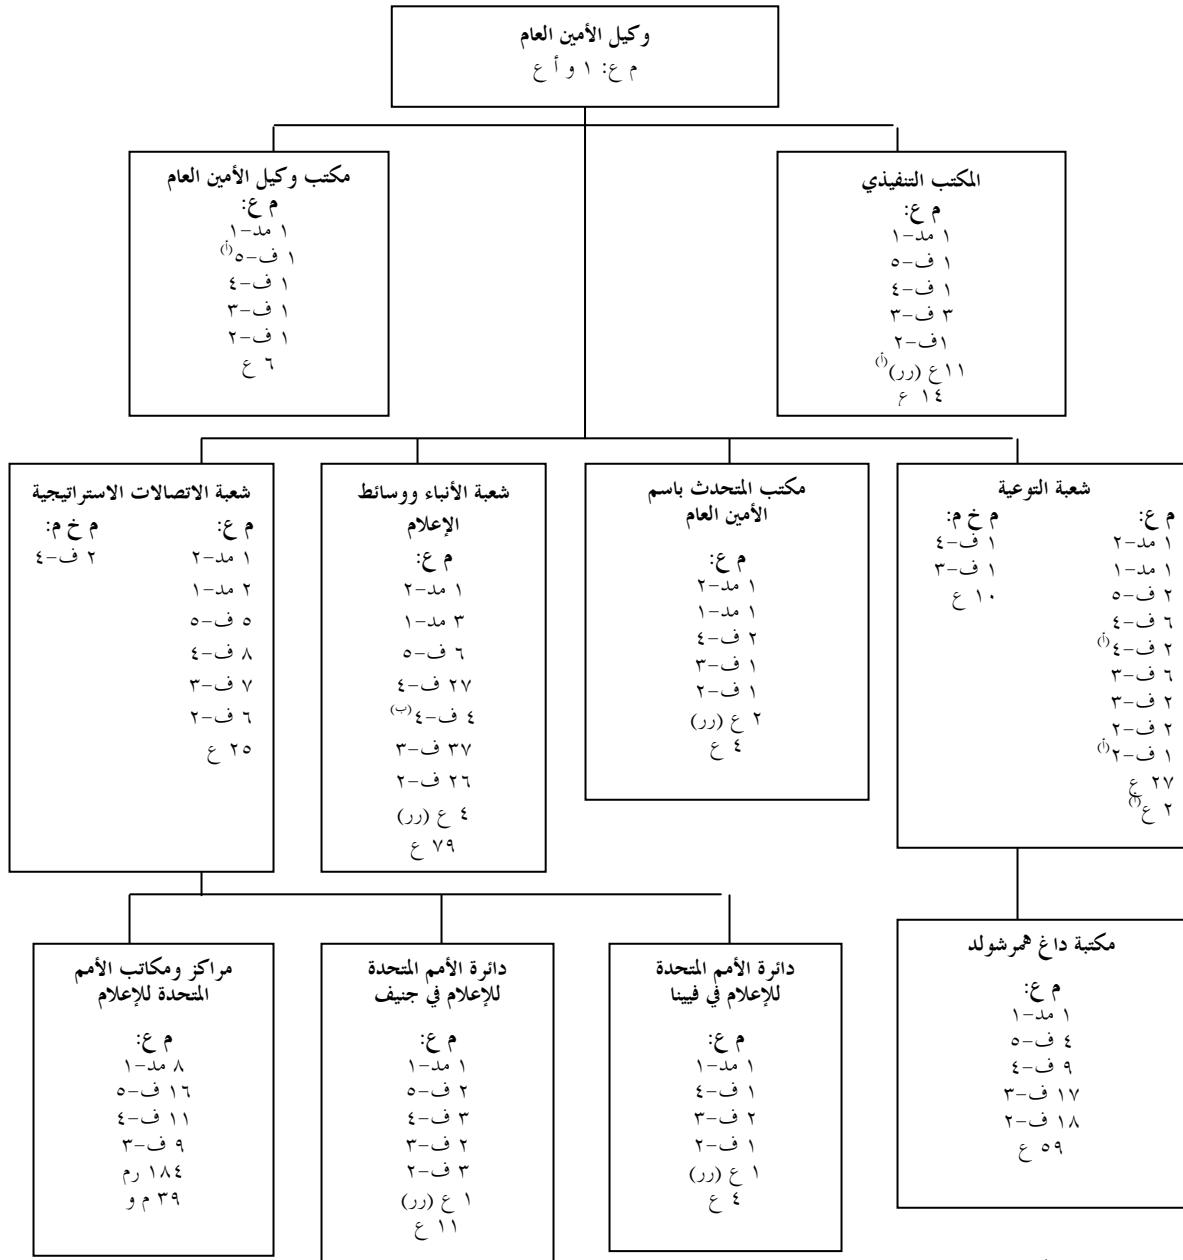 وكيل الأمين العام
م ع: ١ و أ ع
المكتب التنفيذي
م ع:
١ مد-١
١ ف-٥
١ ف-٤
٣ ف-٣
١ف-٢
١١ع (رر)(أ)
١٤ ع
مكتب وكيل الأمين العام
م ع:
١ مد-١
١ ف-٥(أ)
١ ف-٤
١ ف-٣
١ ف-٢
٦ ع
شعبة التوعية
م ع:
١ مد-٢
١ مد-١
٢ ف-٥
٦ ف-٤
٢ ف-٤(أ)
٦ ف-٣
٢ ف-٣
٢ ف-٢
١ ف-٢(أ)
٢٧ ع
٢ ع(أ)
م خ م:
١ ف-٤
١ ف-٣
١٠ ع
مكتب المتحدث باسم
الأمين العام
م ع:
١ مد-٢
١ مد-١
٢ ف-٤
١ ف-٣
١ ف-٢
٢ ع (رر)
٤ ع
شعبة الأنباء ووسائط
الإعلام
م ع:
١ مد-٢
٣ مد-١
٦ ف-٥
٢٧ ف-٤
٤ ف-٤(ب)
٣٧ ف-٣
٢٦ ف-٢
٤ ع (رر)
٧٩ ع
شعبة الاتصالات الاستراتيجية
م ع:
١ مد-٢
٢ مد-١
٥ ف-٥
٨ ف-٤
٧ ف-٣
٦ ف-٢
٢٥ ع
م خ م:
٢ ف-٤
مكتبة داغ همرشولد
م ع:
١ مد-١
٤ ف-٥
٩ ف-٤
١٧ ف-٣
١٨ ف-٢
٥٩ ع
دائرة الأمم المتحدة
للإعلام في فيينا
م ع:
١ مد-١
١ ف-٤
٢ ف-٣
١ ف-٢
١ ع (رر)
٤ ع
دائرة الأمم المتحدة
للإعلام في جنيف
م ع:
١ مد-١
٢ ف-٥
٣ ف-٤
٢ ف-٣
٣ ف-٢
١ ع (رر)
١١ ع
مراكز ومكاتب الأمم
المتحدة للإعلام
م ع:
٨ مد-١
١٦ ف-٥
١١ ف-٤
٩ ف-٣
١٨٤ رم
٣٩ م و